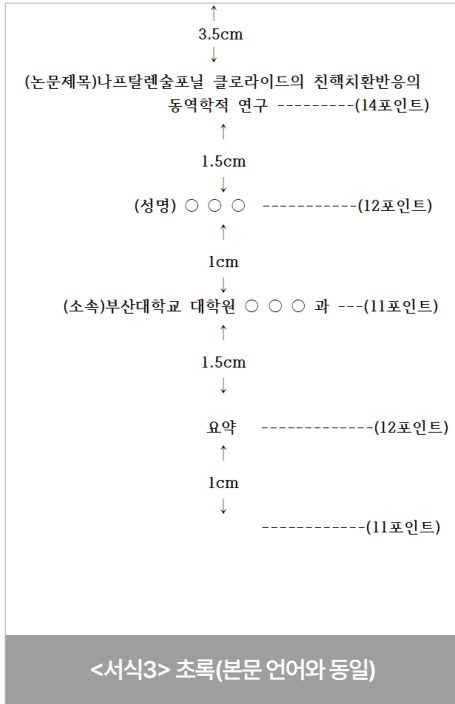 ↑
3.5cm
↓
(논문제목)나프탈렌술포닐 클로라이드의 친핵치환반응의
동역학적 연구 ---------(14포인트)
↑
1.5cm
↓
(성명) ○ ○ ○ -----------(12포인트)
↑
1cm
↓
(소속)부산대학교 대학원 ○ ○ ○ 과 ---(11포인트)
↑
1.5cm
↓
요약 -------------(12포인트)
↑
1cm
↓
------------(11포인트)
<서식3> 초록(본문 언어와 동일)